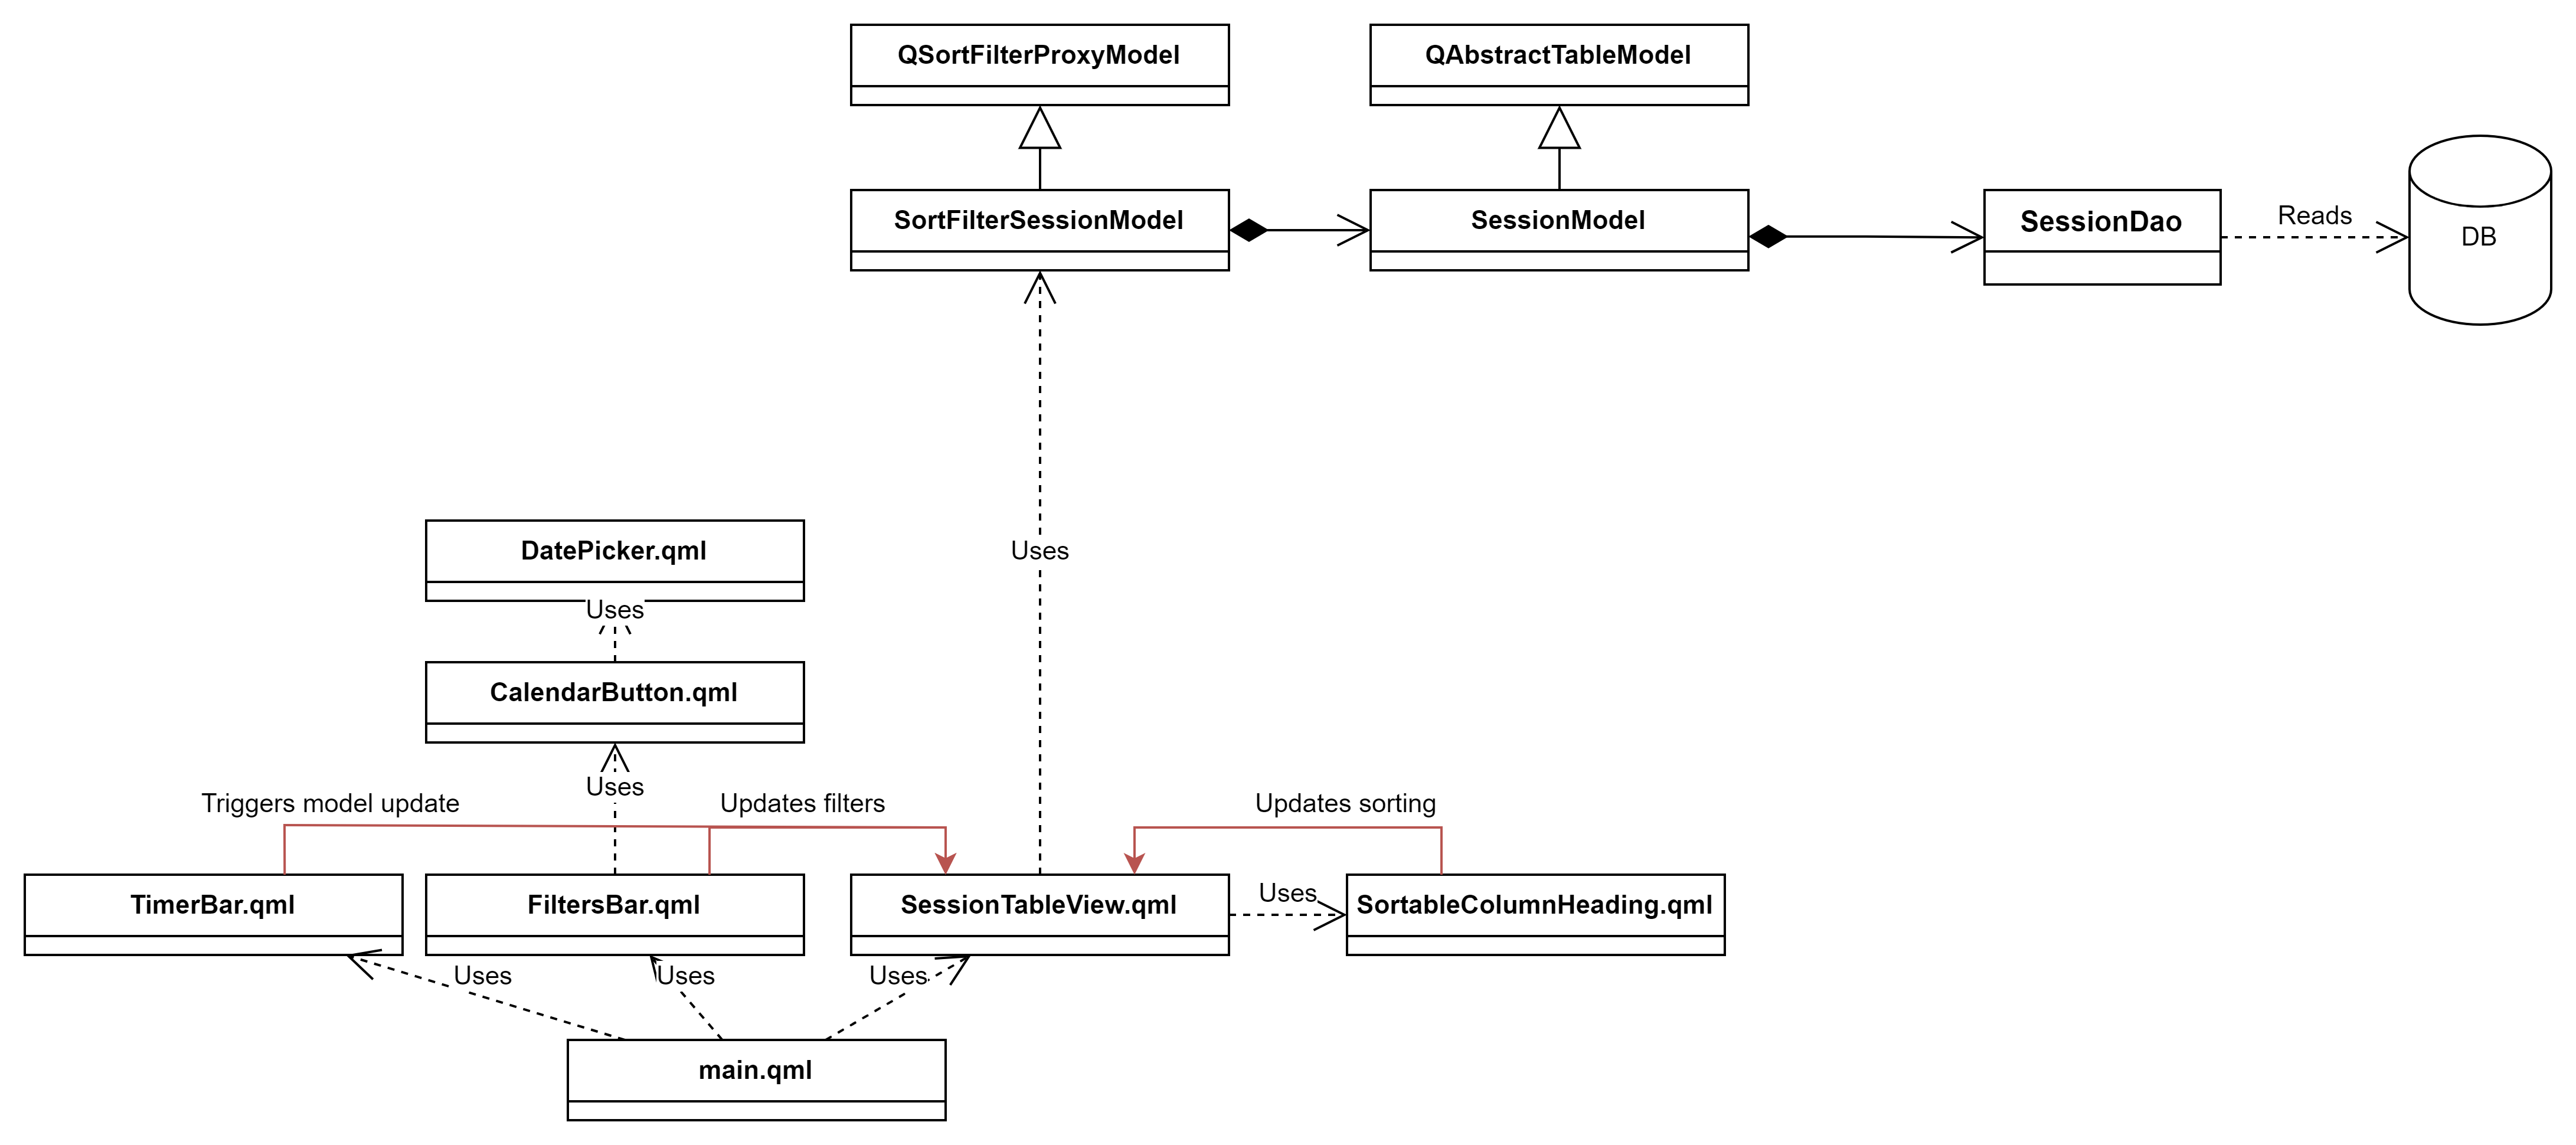 QSortFilterProxyModel
QAbstractTableModel
SortFilterSessionModel
SessionModel
SessionDao
Reads
DB
Uses
DatePicker.qml
Uses
CalendarButton.qml
Uses
Triggers model update
Updates filters
Updates sorting
TimerBar.qml
FiltersBar.qml
SessionTableView.qml
Uses
SortableColumnHeading.qml
Uses
Uses
Uses
main.qml